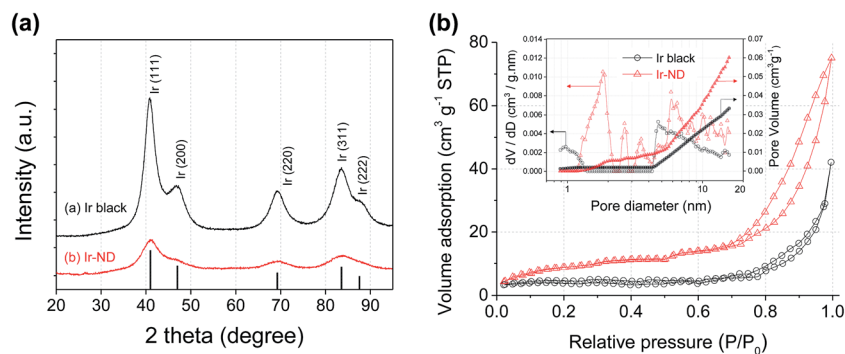 (a)
Intensity (a.u.)
Ir (111)
Ir (200)
Ir (220)
Ir (311)
Ir (222)
(a) Ir black
(b) Ir-ND
20 30 40 50 60 70 80 90
2 theta (degree)
(b)
Volume adsorption (cm³ g⁻¹ STP)
80
60
40
20
0
0.0 0.2 0.4 0.6 0.8 1.0
Relative pressure (P/P₀)
Ir black
Ir-ND
dV / dD (cm³ / g.nm)
0.014
0.012
0.010
0.008
0.006
0.004
0.002
0.000
1 10 20
Pore diameter (nm)
0.07
0.06
0.05
0.04
0.03
0.02
0.01
0.00
Pore Volume (cm³g⁻¹)